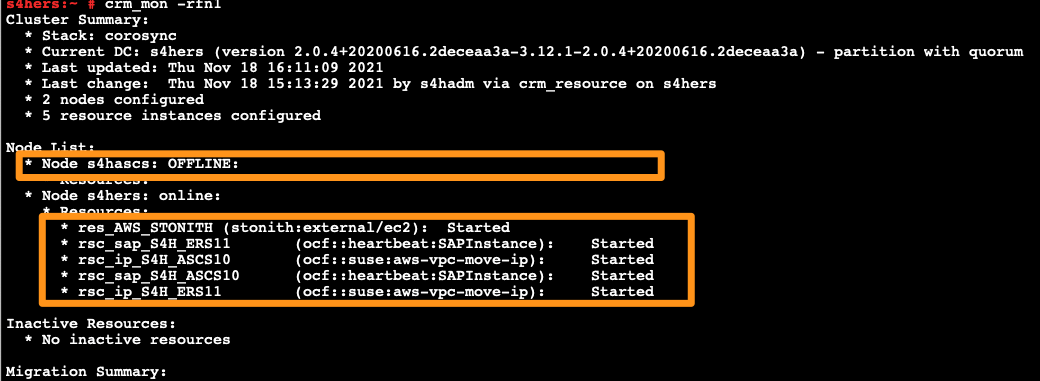 s4hers:~ # crm_mon -rfn1
Cluster Summary:
* Stack: corosync
* Current DC: s4hers (version 2.0.4+20200616.2deceaa3a-3.12.1-2.0.4+20200616.2deceaa3a) - partition with quorum
* Last updated: Thu Nov 18 16:11:09 2021
* Last change:  Thu Nov 18 15:13:29 2021 by s4hadm via crm_resource on s4hers
* 2 nodes configured
* 5 resource instances configured
Node List:
* Node s4hascs: OFFLINE:
* Resources:
* Node s4hers: online:
* Resources:
* res_AWS_STONITH (stonith:external/ec2):  Started
* rsc_sap_S4H_ERS11 (ocf::heartbeat:SAPInstance): Started
* rsc_ip_S4H_ASCS10 (ocf::suse:aws-vpc-move-ip): Started
* rsc_sap_S4H_ASCS10 (ocf::heartbeat:SAPInstance): Started
* rsc_ip_S4H_ERS11 (ocf::suse:aws-vpc-move-ip): Started
Inactive Resources:
* No inactive resources
Migration Summary: